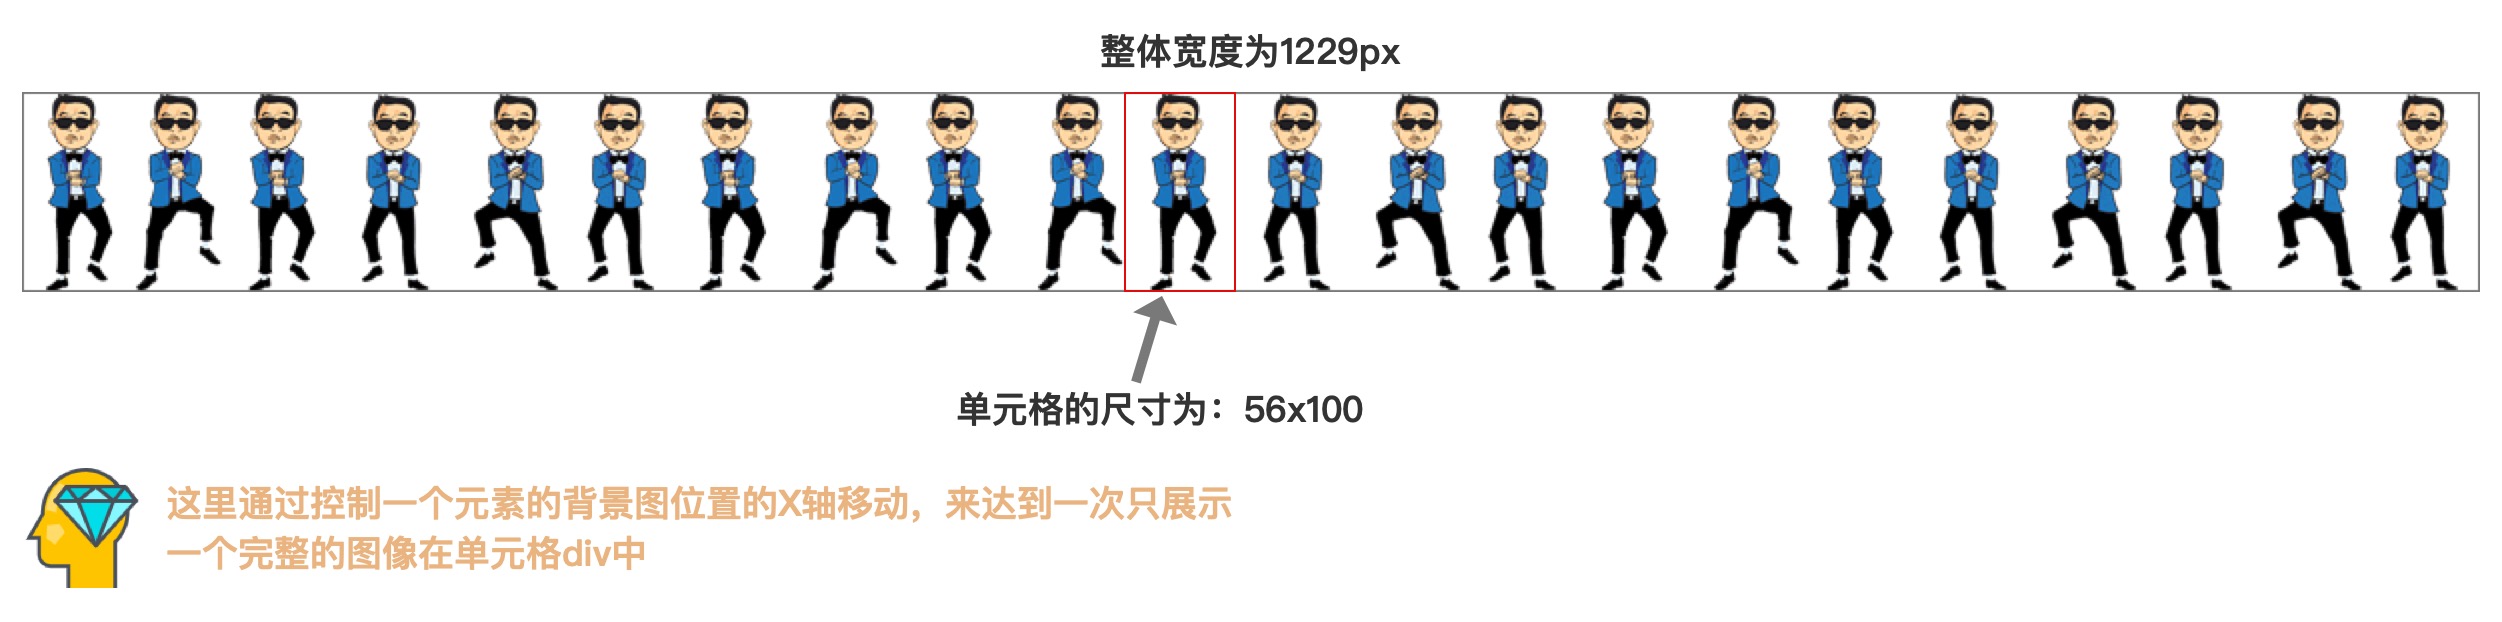 整体宽度为1229px
单元格的尺寸为：56x100
这里通过控制一个元素的背景图位置的X轴移动，来达到一次只展示
一个完整的图像在单元格div中